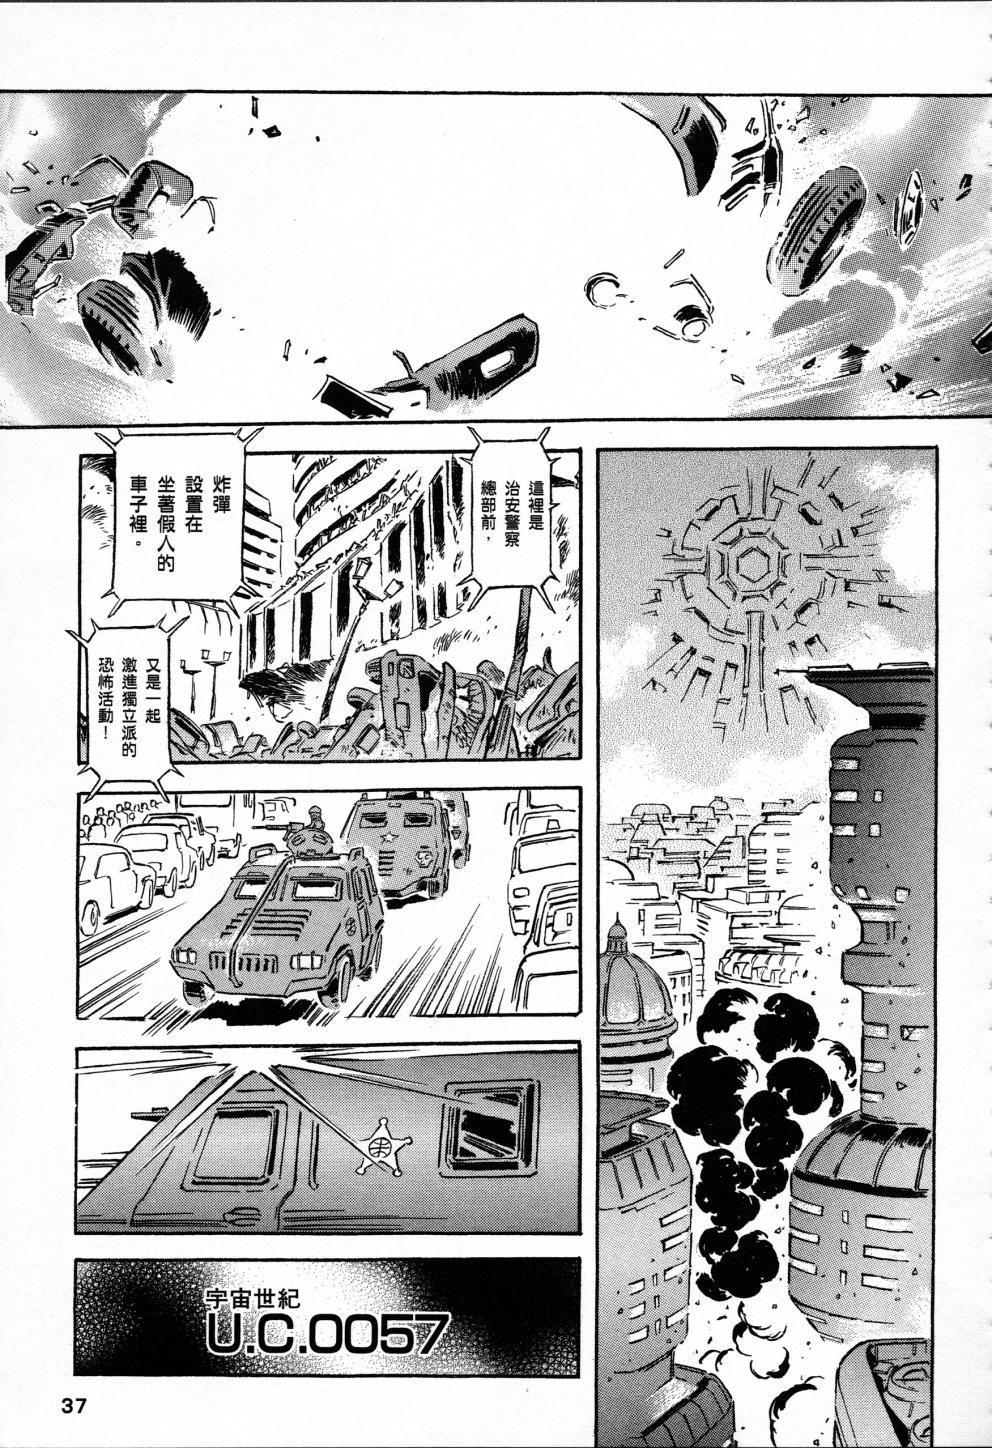 這裡是
治安警察
總部前，
炸彈
設置在
坐著假人的
車子裡。
又是一起
激進獨立派的
恐怖活動！
宇宙世紀
U.C.0057
37